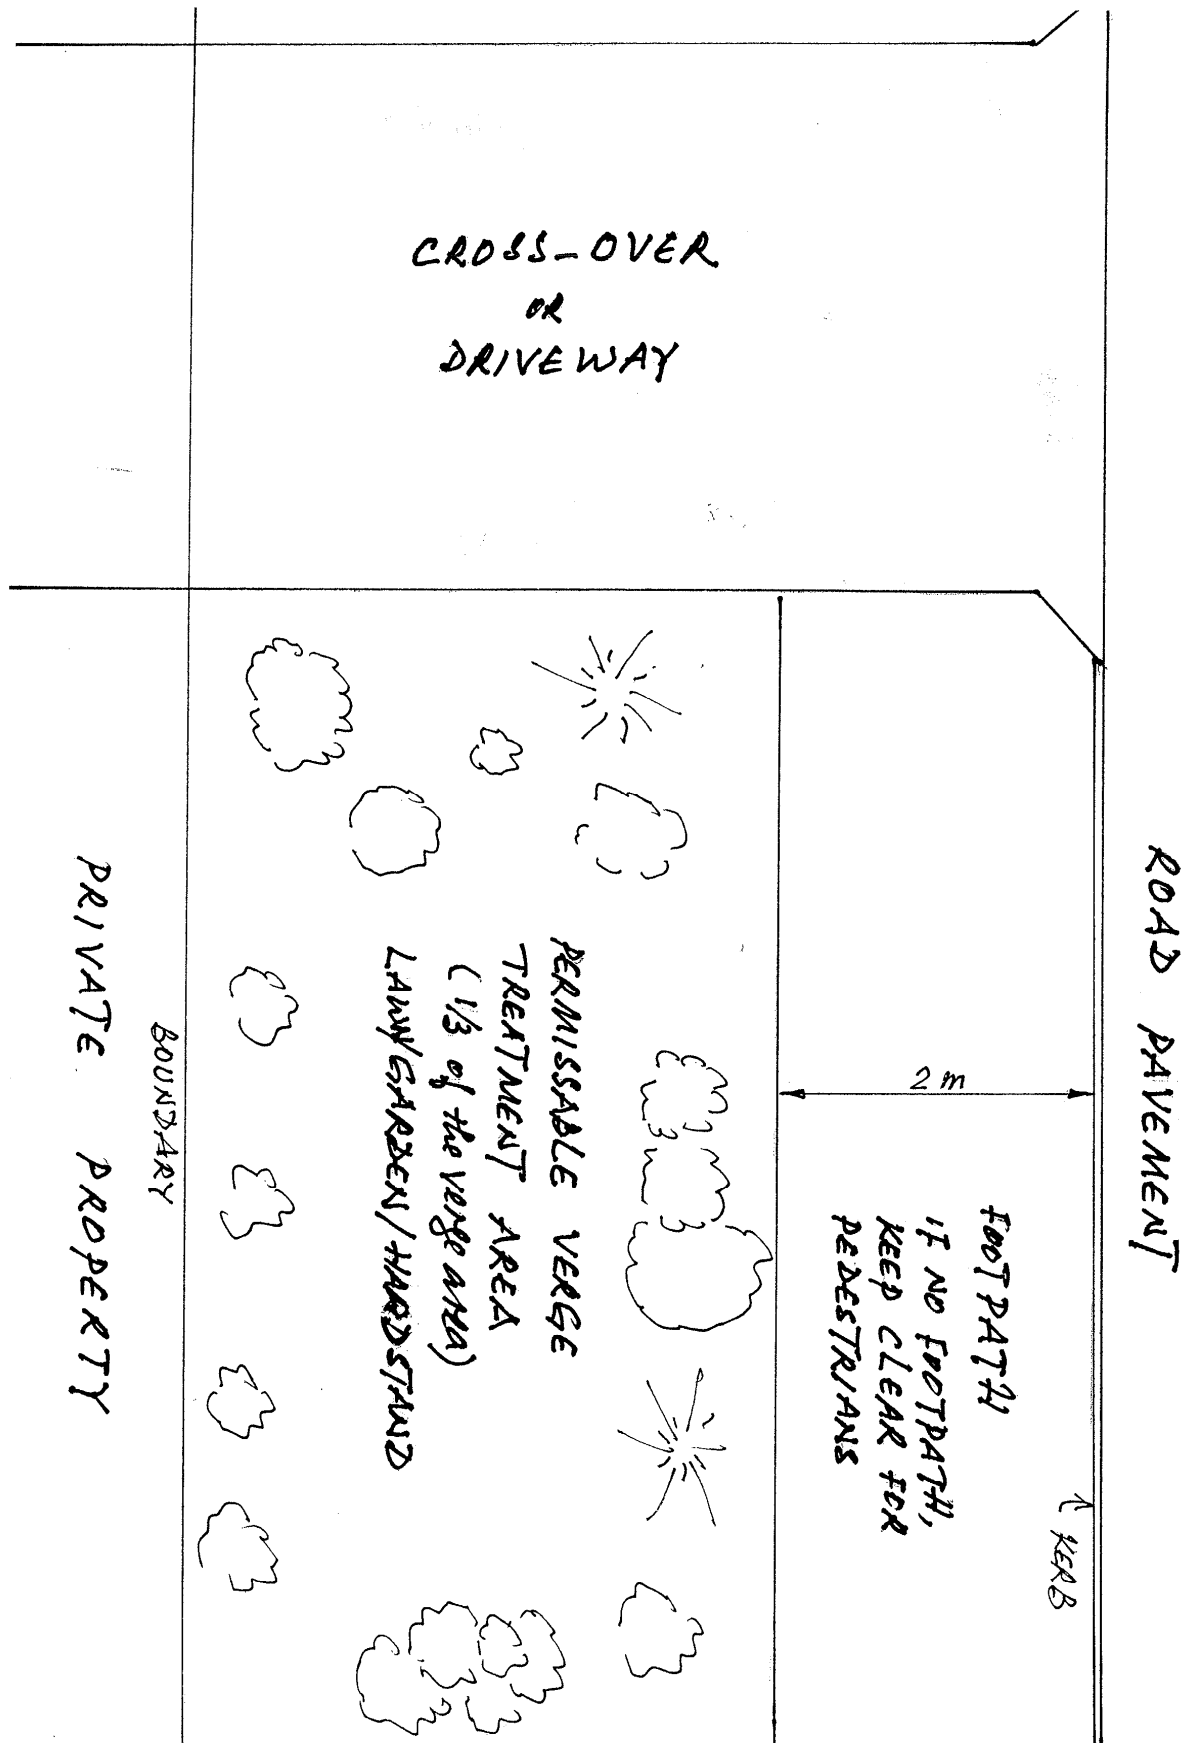 CROSS-OVER
OR
DRIVEWAY
ROAD PAVEMENT
KERB
2 m
FOOTPATH
IF NO FOOTPATH,
KEEP CLEAR FOR
PEDESTRIANS
PERMISSABLE VERGE
TREATMENT AREA
(1/3 of the verge area)
LAWN/GARDEN/HARDSTAND
BOUNDARY
PRIVATE PROPERTY